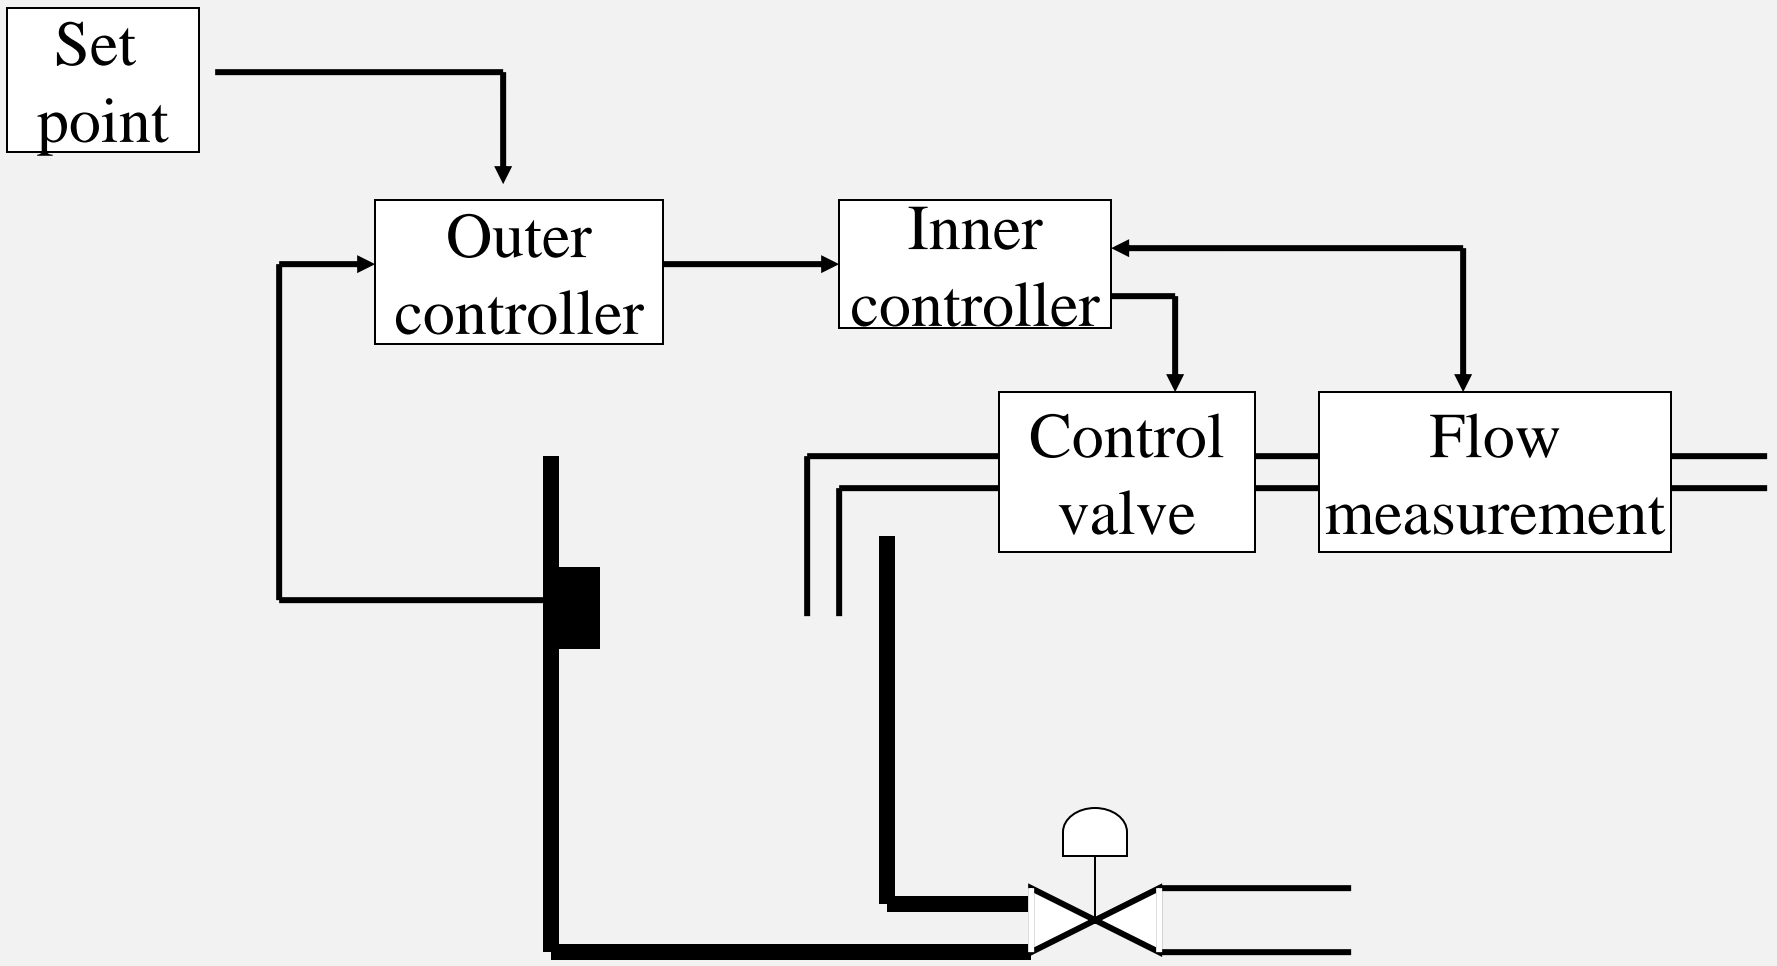 Set
point
Outer
controller
Inner
controller
Control
valve
Flow
measurement